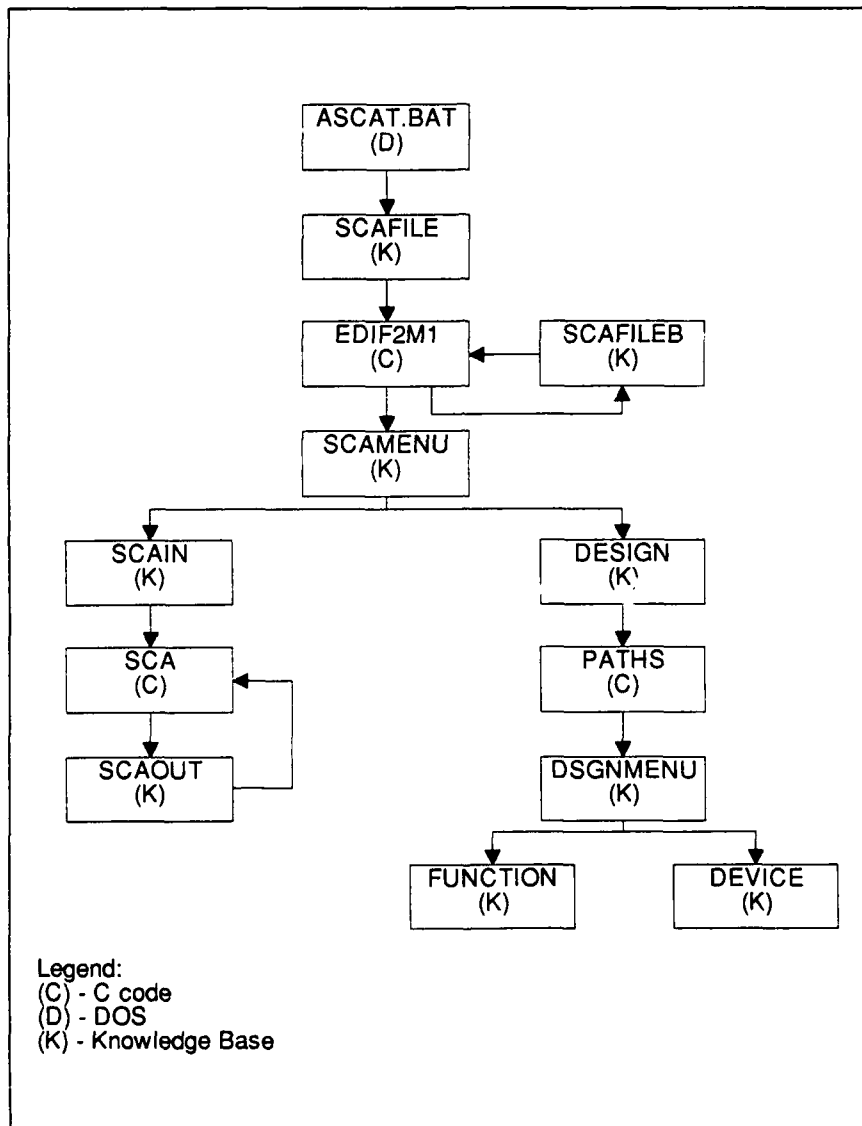 ASCAT.BAT
(D)
SCAFILE
(K)
EDIF2M1
(C)
SCAFILEB
(K)
SCAMENU
(K)
SCAIN
(K)
DESIGN
(K)
SCA
(C)
PATHS
(C)
SCAOUT
(K)
DSGNMENU
(K)
FUNCTION
(K)
DEVICE
(K)
Legend:
(C) - C code
(D) - DOS
(K) - Knowledge Base